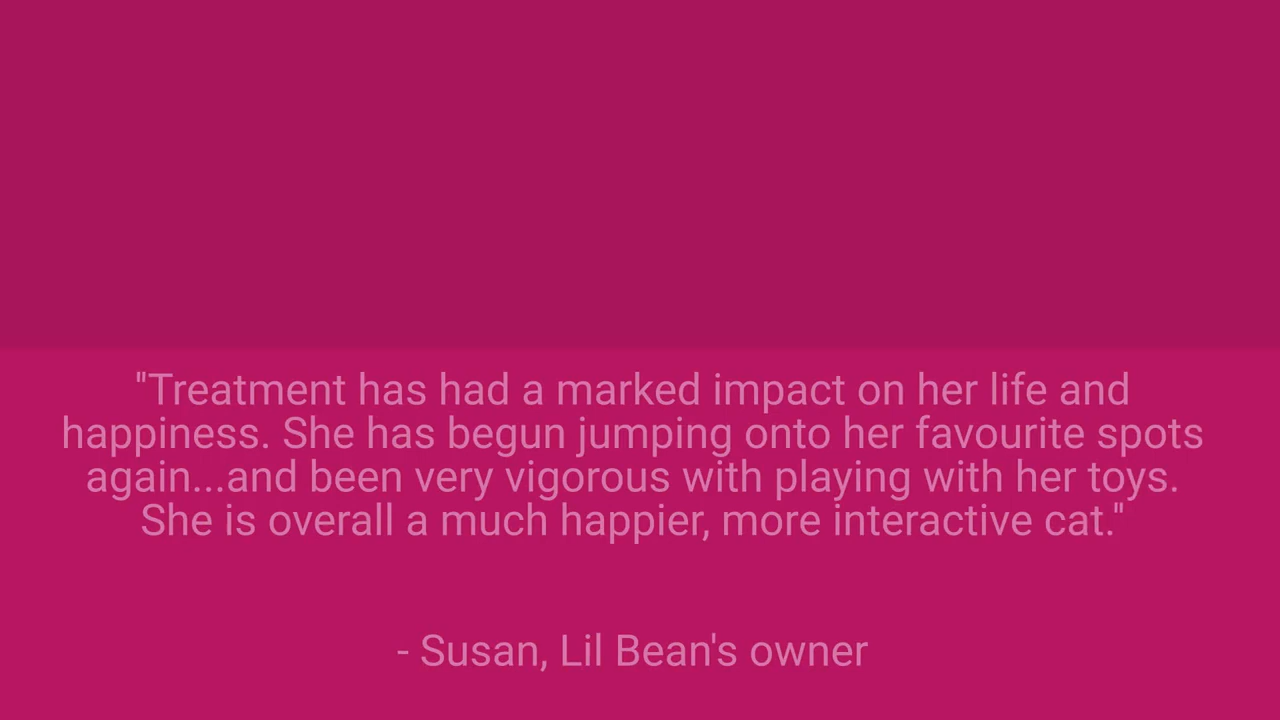 "Treatment has had a marked impact on her life and
happiness. She has begun jumping onto her favourite spots
again...and been very vigorous with playing with her toys.
She is overall a much happier, more interactive cat."
- Susan, Lil Bean's owner